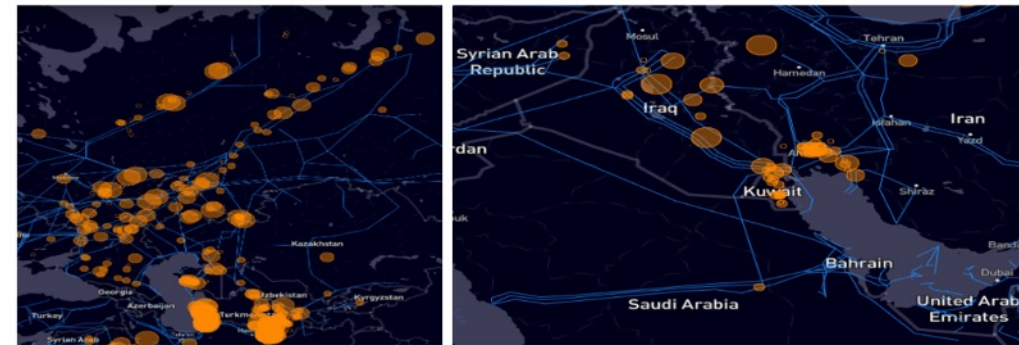 Kazakhstan
Georgia
Uzbekistan
Kyrgyzstan
Azerbaijan
Turkey
Syrian Arab
Mosul
Tehran
Syrian Arab
Republic
Hamedan
Iraq
Isfahan
Iran
Yazd
rdan
Kuwait
Shiraz
uk
Bahrain
Dubai
Saudi Arabia
United Arab
Emirates